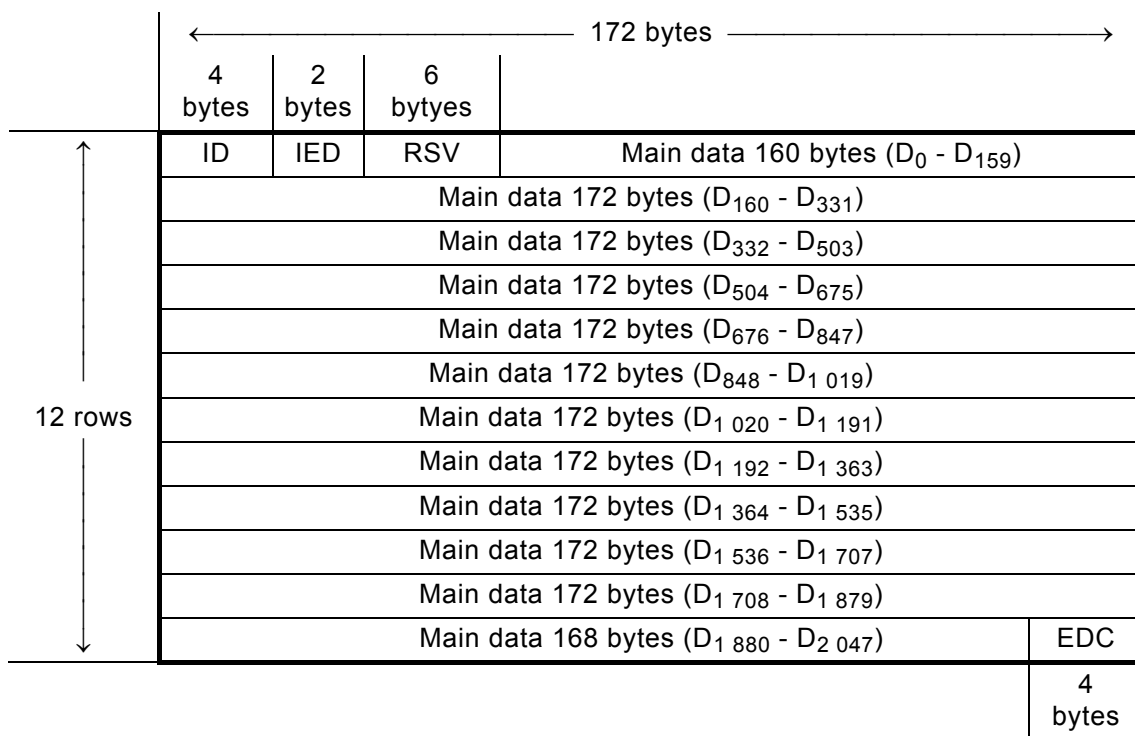 172 bytes
4 bytes
2 bytes
6 bytyes
ID IED RSV Main data 160 bytes (D0 - D159)
Main data 172 bytes (D160 - D331)
Main data 172 bytes (D332 - D503)
Main data 172 bytes (D504 - D675)
Main data 172 bytes (D676 - D847)
Main data 172 bytes (D848 - D1 019)
12 rows
Main data 172 bytes (D1 020 - D1 191)
Main data 172 bytes (D1 192 - D1 363)
Main data 172 bytes (D1 364 - D1 535)
Main data 172 bytes (D1 536 - D1 707)
Main data 172 bytes (D1 708 - D1 879)
Main data 168 bytes (D1 880 - D2 047) EDC
4
bytes